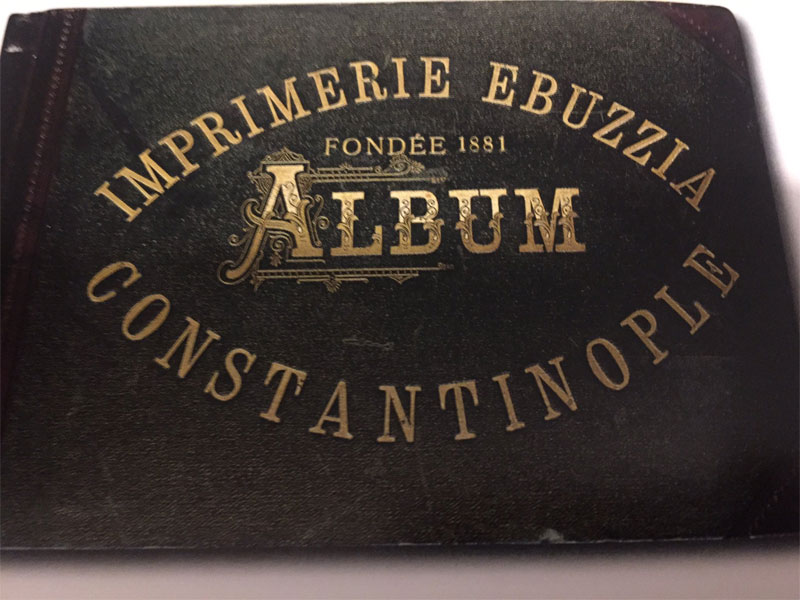 IMPRIMERIE EBUZZIA
FONDÉE 1881
ALBUM
CONSTANTINOPLE